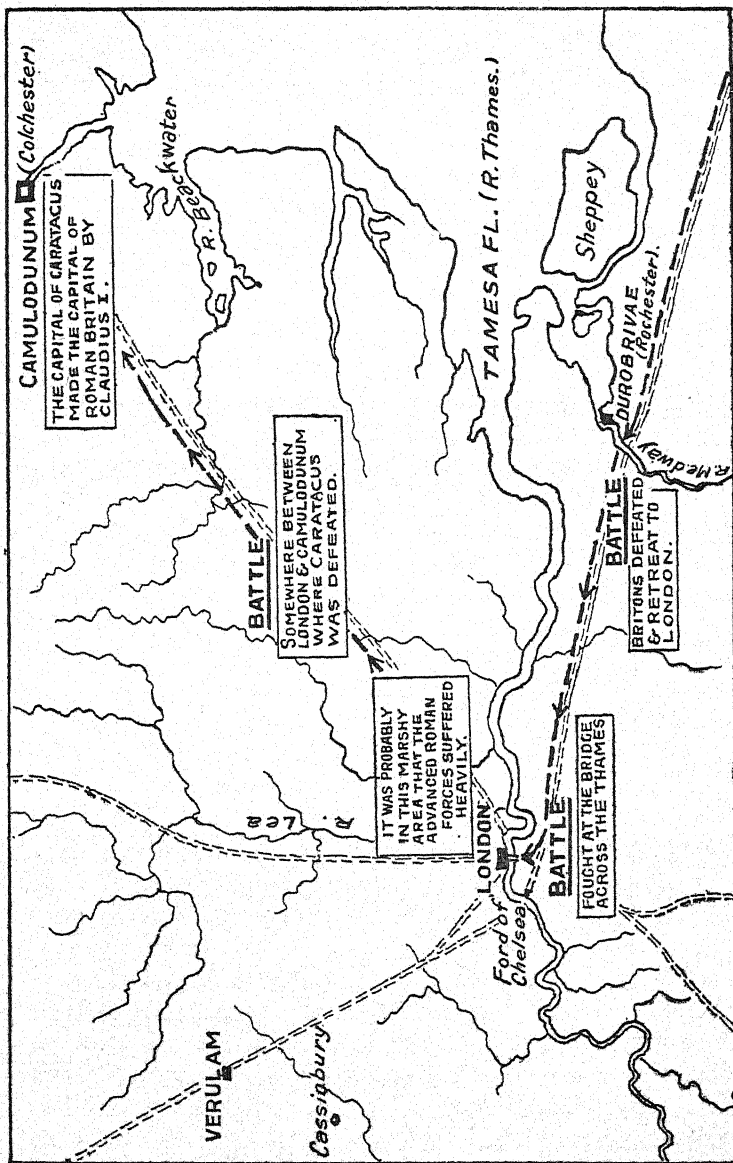 CAMULODUNUM (Colchester)
THE CAPITAL OF CARATACUS
MADE THE CAPITAL OF
ROMAN BRITAIN BY
CLAUDIUS I.
R. Blackwater
BATTLE
SOMEWHERE BETWEEN
LONDON & CAMULODUNUM
WHERE CARATACUS
WAS DEFEATED.
TAMESA FL. (R. Thames.)
Sheppey
DUROBRIVAE
(Rochester).
R. Medway
BATTLE
BRITONS DEFEATED
& RETREAT TO
LONDON.
IT WAS PROBABLY
IN THIS MARSHY
AREA THAT THE
ADVANCED ROMAN
FORCES SUFFERED
HEAVILY.
R. Lea
LONDON
BATTLE
FOUGHT AT THE BRIDGE
ACROSS THE THAMES
Ford of
Chelsea
VERULAM
Cassiabury